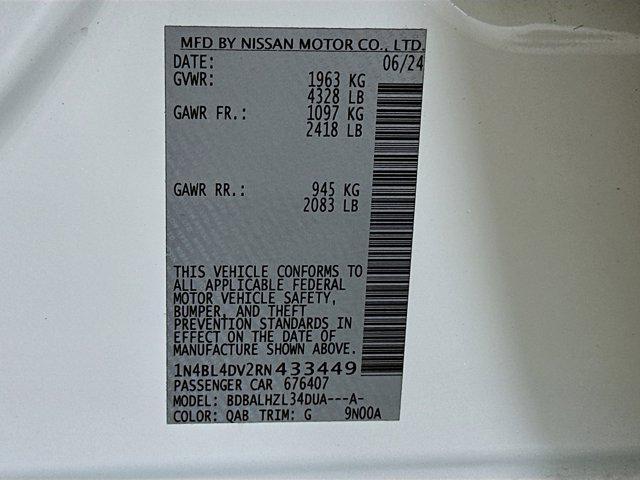 MFD BY NISSAN MOTOR CO., LTD.
DATE: 06/24
GVWR: 1963 KG
4328 LB
GAWR FR.: 1097 KG
2418 LB
GAWR RR.: 945 KG
2083 LB
THIS VEHICLE CONFORMS TO
ALL APPLICABLE FEDERAL
MOTOR VEHICLE SAFETY,
BUMPER, AND THEFT
PREVENTION STANDARDS IN
EFFECT ON THE DATE OF
MANUFACTURE SHOWN ABOVE.
1N4BL4DV2RN433449
PASSENGER CAR 676407
MODEL: BDBALHZL34DUA---A-
COLOR: QAB TRIM: G 9N00A